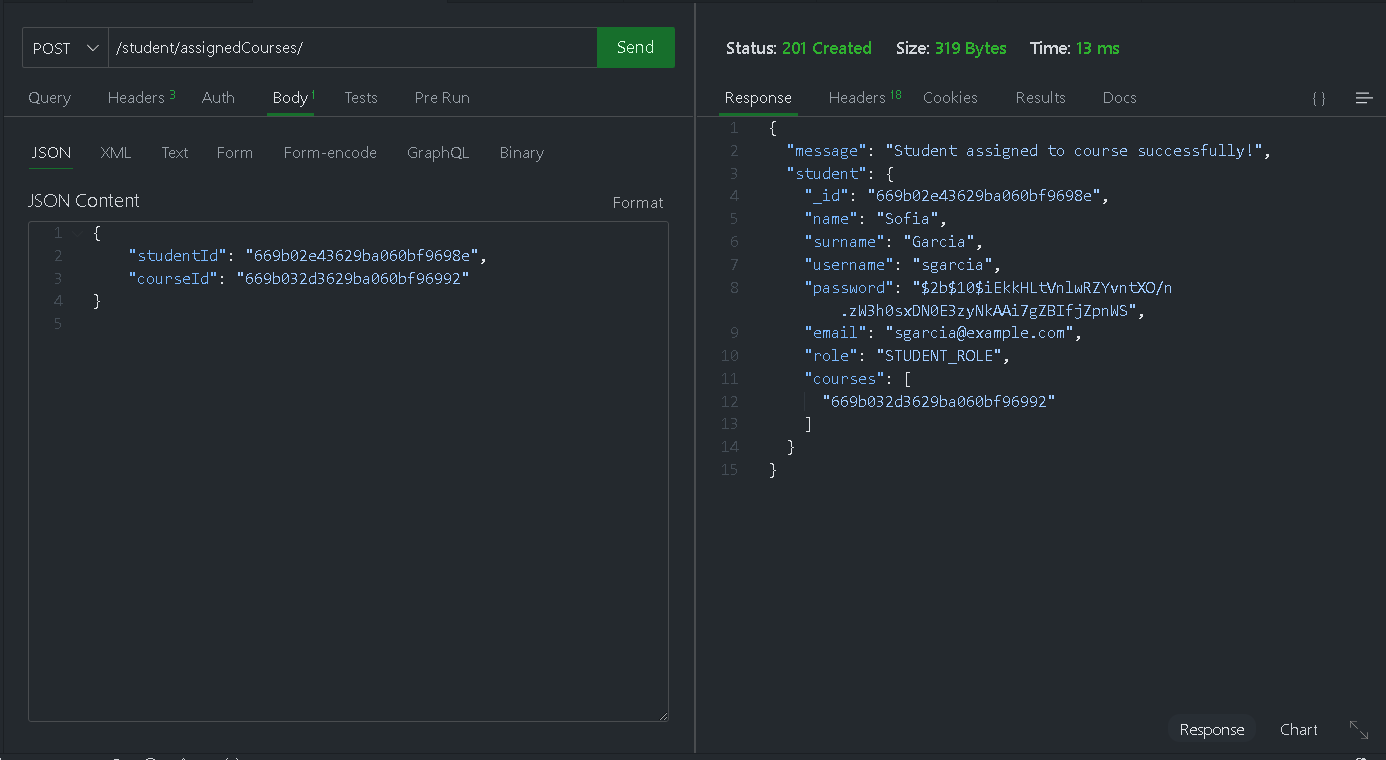 POST /student/assignedCourses/ Send
Query Headers 3 Auth Body 1 Tests Pre Run
JSON XML Text Form Form-encode GraphQL Binary
JSON Content Format
1 {
2 "studentId": "669b02e43629ba060bf9698e",
3 "courseId": "669b032d3629ba060bf96992"
4 }
5
Status: 201 Created Size: 319 Bytes Time: 13 ms
Response Headers 18 Cookies Results Docs { }
1 {
2 "message": "Student assigned to course successfully!",
3 "student": {
4 "_id": "669b02e43629ba060bf9698e",
5 "name": "Sofia",
6 "surname": "Garcia",
7 "username": "sgarcia",
8 "password": "$2b$10$iEkkHLtVnlwRZYvntXO/n
.zW3h0sxDN0E3zyNkAAi7gZBIfjZpnWS",
9 "email": "sgarcia@example.com",
10 "role": "STUDENT_ROLE",
11 "courses": [
12 "669b032d3629ba060bf96992"
13 ]
14 }
15 }
Response Chart